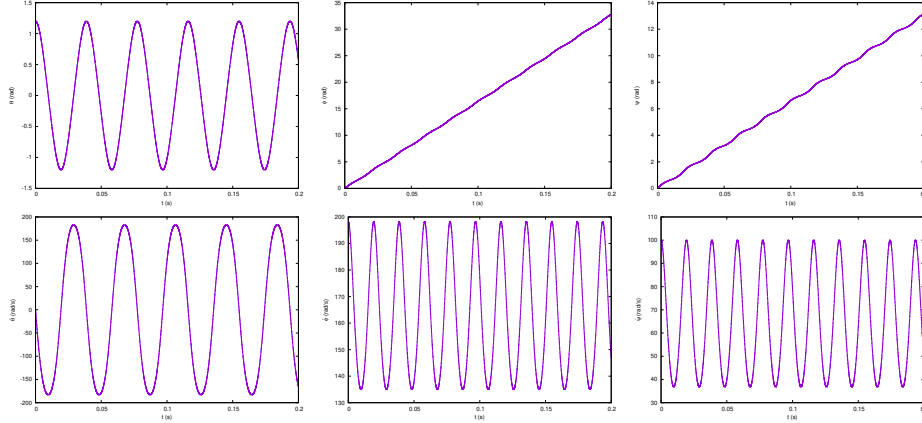 1.5
1
0.5
0
-0.5
-1
-1.5
θ (rad)
0 0.05 0.1 0.15 0.2
t (s)
35
30
25
20
15
10
5
0
φ (rad)
0 0.05 0.1 0.15 0.2
t (s)
14
12
10
8
6
4
2
0
ψ (rad)
0 0.05 0.1 0.15 0.2
t (s)
200
150
100
50
0
-50
-100
-150
-200
θ̇ (rad/s)
0 0.05 0.1 0.15 0.2
t (s)
200
190
180
170
160
150
140
130
φ̇ (rad/s)
0 0.05 0.1 0.15 0.2
t (s)
110
100
90
80
70
60
50
40
30
ψ̇ (rad/s)
0 0.05 0.1 0.15
t (s)